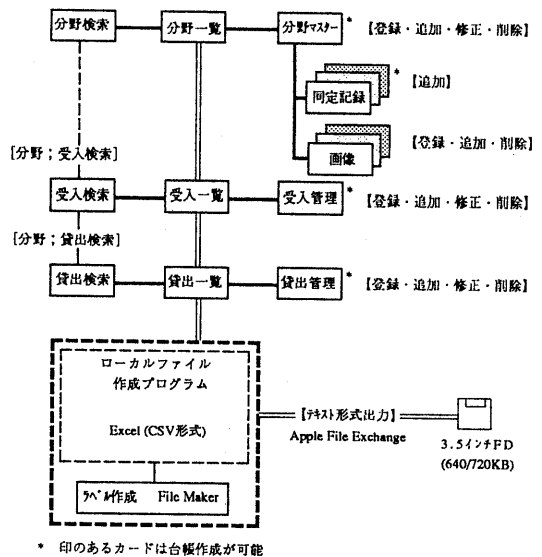 分野検索 分野一覧 分野マスター * 【登録・追加・修正・削除】
同定記録 * 【追加】
画像 【登録・追加・削除】
[分野;受入検索]
受入検索 受入一覧 受入管理 * 【登録・追加・修正・削除】
[分野;貸出検索]
貸出検索 貸出一覧 貸出管理 * 【登録・追加・修正・削除】
ローカルファイル
作成プログラム
Excel (CSV形式)
【テキスト形式出力】
Apple File Exchange
3.5インチFD
(640/720KB)
ラベル作成 File Maker
* 印のあるカードは台帳作成が可能